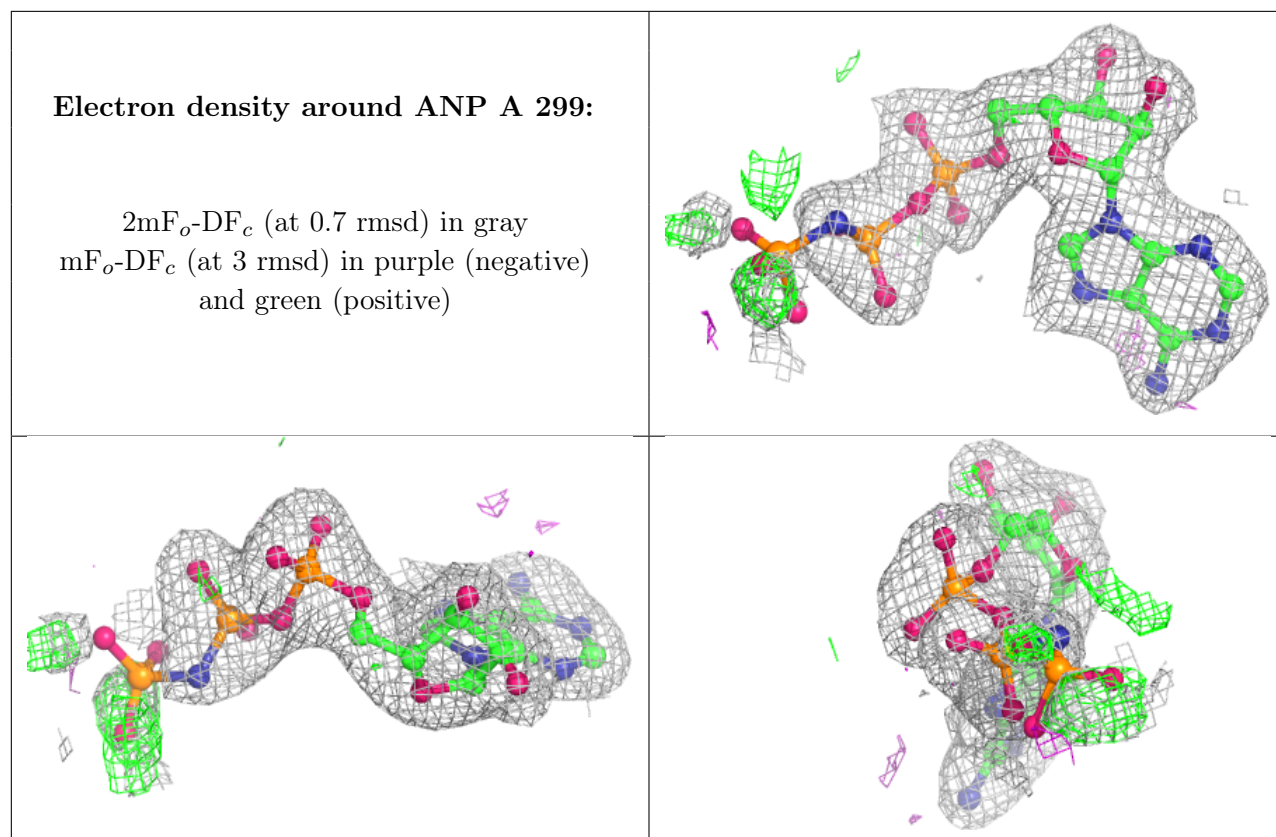 Electron density around ANP A 299:
2mFo-DFc (at 0.7 rmsd) in gray
mFo-DFc (at 3 rmsd) in purple (negative)
and green (positive)